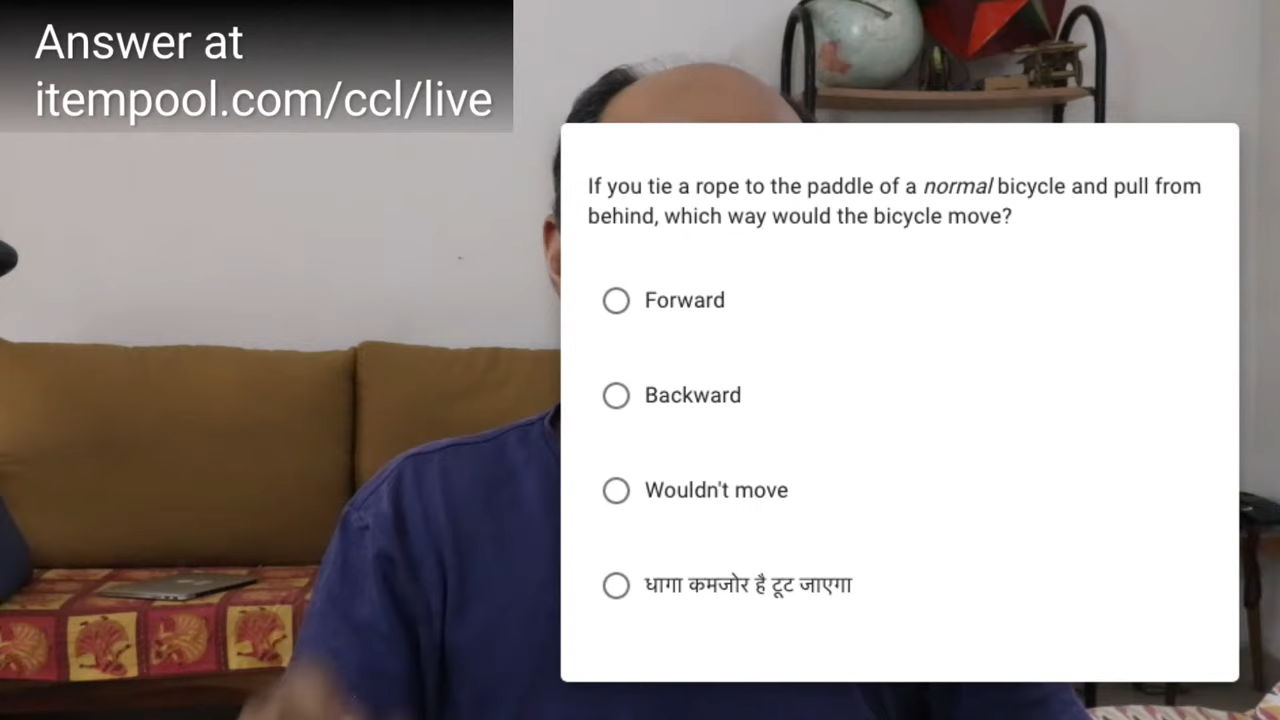 Answer at
itempool.com/ccl/live
If you tie a rope to the paddle of a normal bicycle and pull from
behind, which way would the bicycle move?
Forward
Backward
Wouldn't move
धागा कमजोर है टूट जाएगा